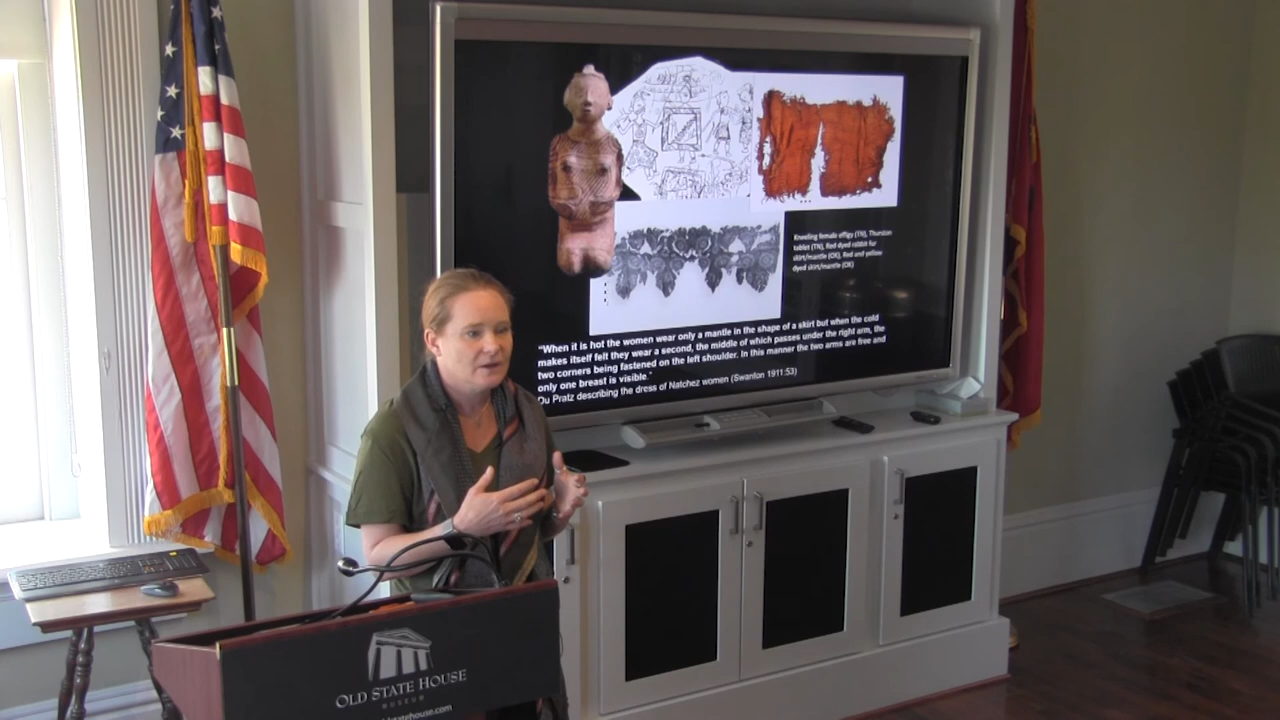 Kneeling female effigy (TN), Thurston
tablet (TN), Red dyed rabbit fur
skirt/mantle (OK), Red and yellow
dyed skirt/mantle (OK)
"When it is hot the women wear only a mantle in the shape of a skirt but when the cold
makes itself felt they wear a second, the middle of which passes under the right arm, the
two corners being fastened on the left shoulder. In this manner the two arms are free and
only one breast is visible."
Du Pratz describing the dress of Natchez women (Swanton 1911:53)
OLD STATE HOUSE
MUSEUM